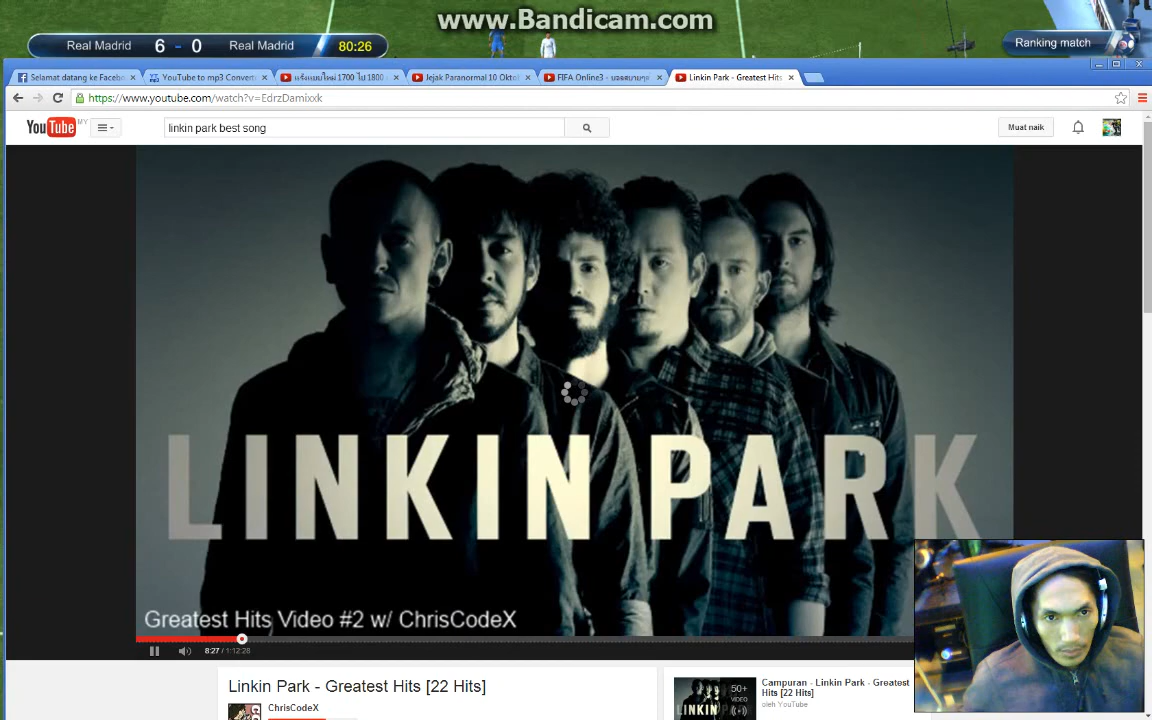 www.Bandicam.com
Real Madrid 6 - 0 Real Madrid 80:26
Ranking match
Selamat datang ke Facebo
YouTube to mp3 Converte
Jejak Paranormal 10 Okto
Linkin Park - Greatest Hits
https://www.youtube.com/watch?v=EdrzDamixxk
YouTube MY
linkin park best song
Muat naik
LINKIN PARK
Greatest Hits Video #2 w/ ChrisCodeX
8:27 / 1:12:28
Linkin Park - Greatest Hits [22 Hits]
ChrisCodeX
50+
VIDEO
LINKIN
Campuran - Linkin Park - Greatest
Hits [22 Hits]
oleh YouTube